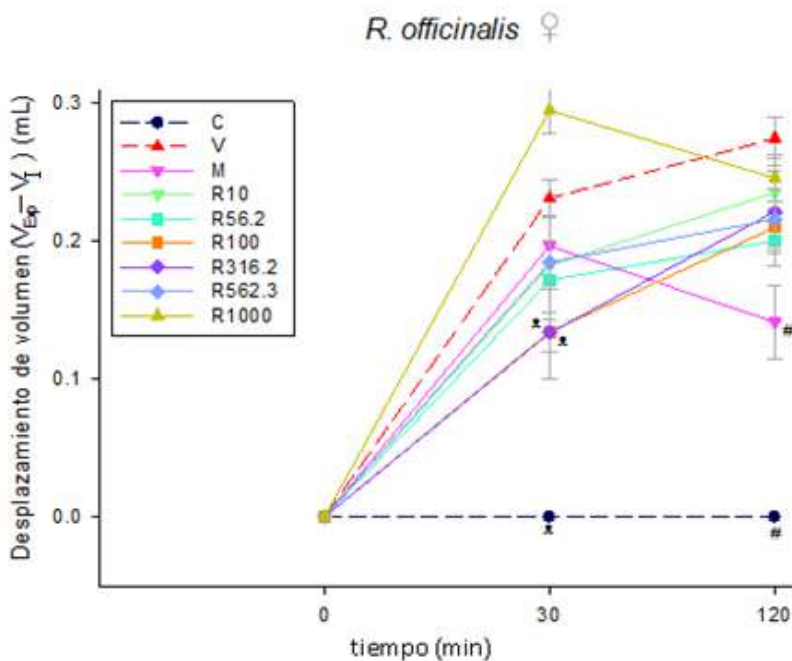 R. officinalis ♀
Desplazamiento de volumen (V_Exp − V_I) (mL)
0.3
0.2
0.1
0.0
C
V
M
R10
R56.2
R100
R316.2
R562.3
R1000
#
#
0
30
120
tiempo (min)